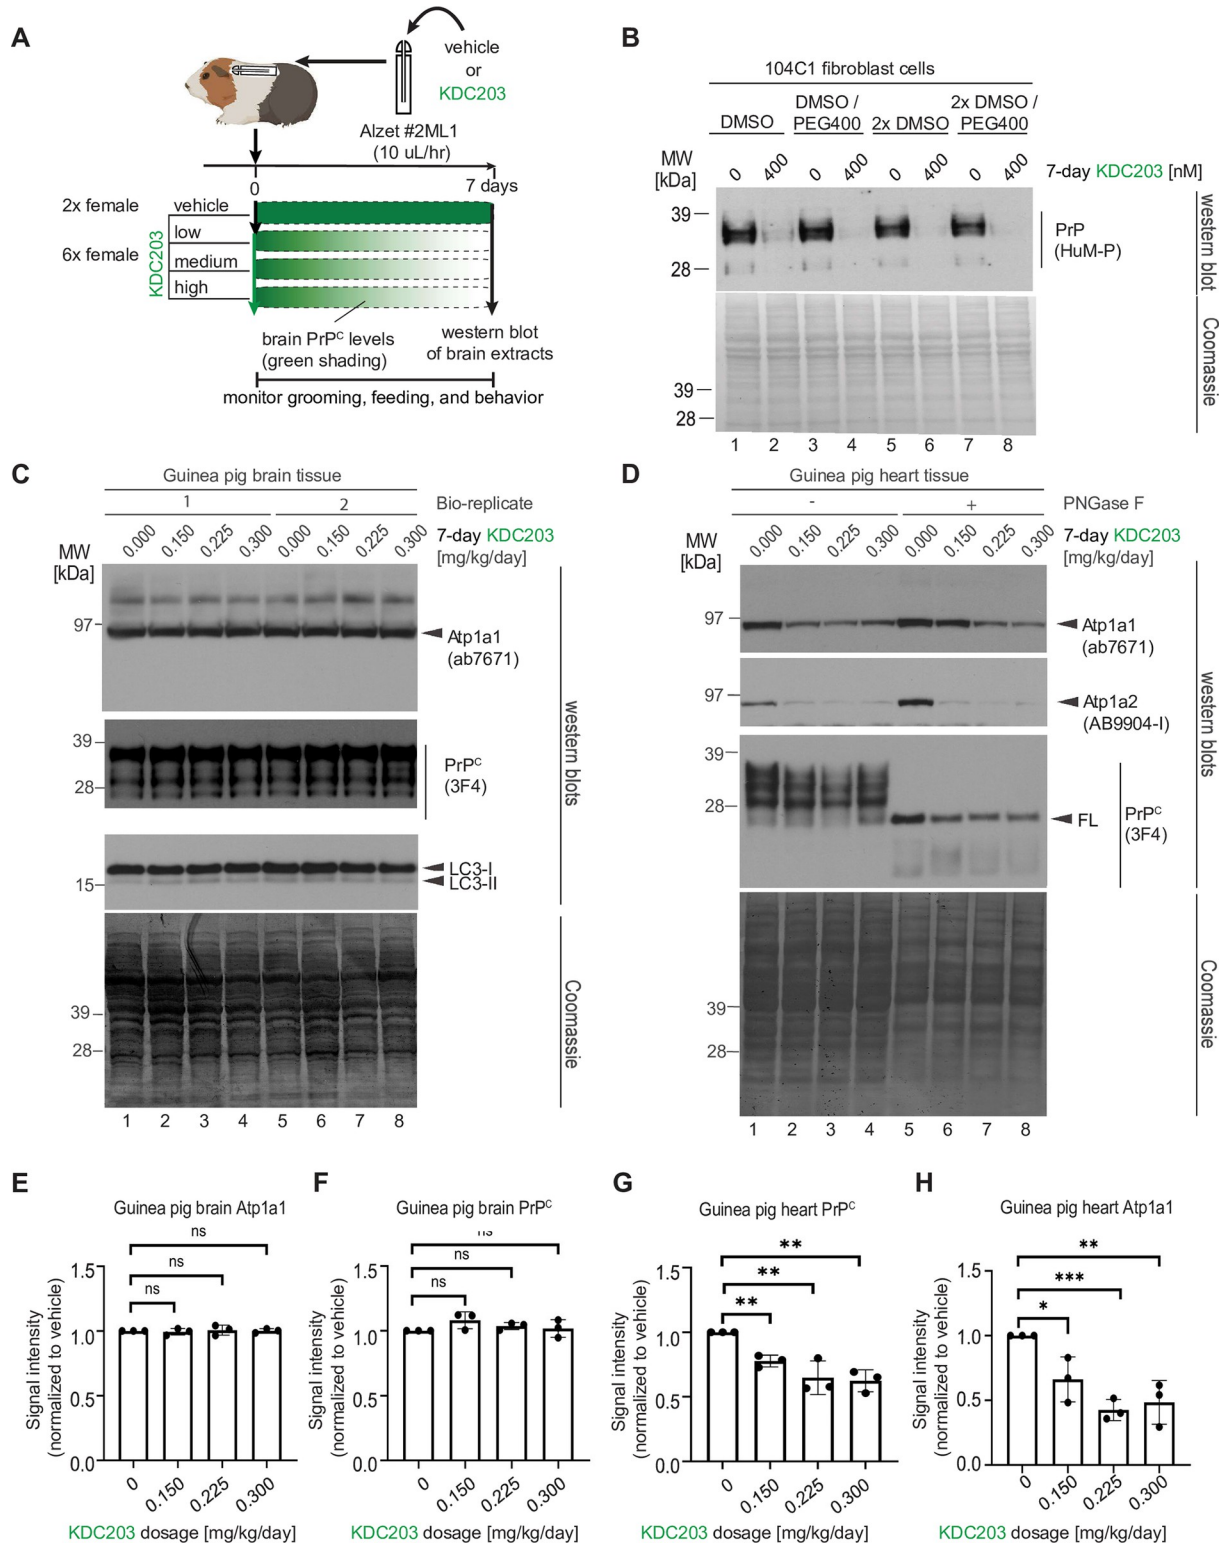 A
vehicle
or
KDC203
Alzet #2ML1
(10 uL/hr)
0
7 days
2x female
vehicle
KDC203
low
6x female
medium
high
brain PrPC levels
(green shading)
western blot
of brain extracts
monitor grooming, feeding, and behavior
B
104C1 fibroblast cells
DMSO
DMSO /
PEG400
2x DMSO
2x DMSO /
PEG400
MW
[kDa]
0 400 0 400 0 400 0 400
7-day KDC203 [nM]
39
28
PrP
(HuM-P)
western blot
39
28
Coomassie
1 2 3 4 5 6 7 8
C
Guinea pig brain tissue
1 2
Bio-replicate
MW
[kDa]
0.000 0.150 0.225 0.300 0.000 0.150 0.225 0.300
7-day KDC203
[mg/kg/day]
97
Atp1a1
(ab7671)
39
28
PrPC
(3F4)
western blots
15
LC3-I
LC3-II
39
28
Coomassie
1 2 3 4 5 6 7 8
D
Guinea pig heart tissue
- +
PNGase F
MW
[kDa]
0.000 0.150 0.225 0.300 0.000 0.150 0.225 0.300
7-day KDC203
[mg/kg/day]
97
Atp1a1
(ab7671)
97
Atp1a2
(AB9904-I)
39
28
FL
PrPC
(3F4)
western blots
39
28
Coomassie
1 2 3 4 5 6 7 8
E
Guinea pig brain Atp1a1
ns
ns
ns
Signal intensity
(normalized to vehicle)
1.5
1.0
0.5
0.0
0 0.150 0.225 0.300
KDC203 dosage [mg/kg/day]
F
Guinea pig brain PrPC
ns
ns
ns
Signal intensity
(normalized to vehicle)
1.5
1.0
0.5
0.0
0 0.150 0.225 0.300
KDC203 dosage [mg/kg/day]
G
Guinea pig heart PrPC
**
**
**
Signal intensity
(normalized to vehicle)
1.5
1.0
0.5
0.0
0 0.150 0.225 0.300
KDC203 dosage [mg/kg/day]
H
Guinea pig heart Atp1a1
**
***
*
Signal intensity
(normalized to vehicle)
1.5
1.0
0.5
0.0
0 0.150 0.225 0.300
KDC203 dosage [mg/kg/day]